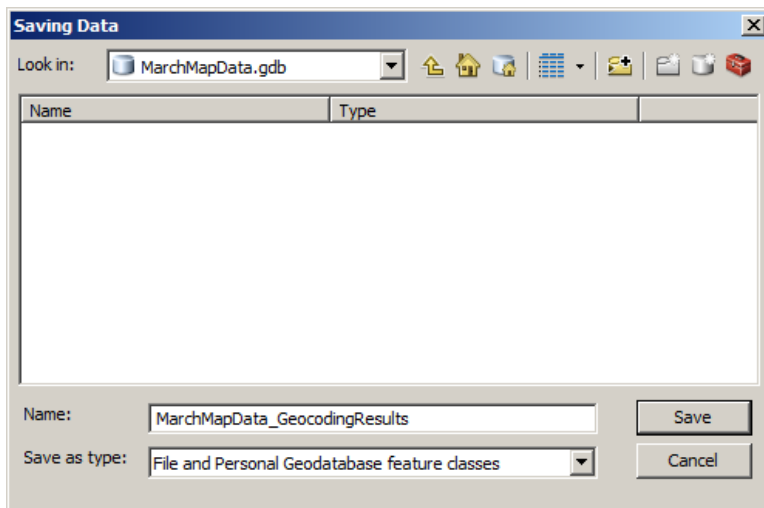 Saving Data
Look in: MarchMapData.gdb
Name Type
Name: MarchMapData_GeocodingResults Save
Save as type: File and Personal Geodatabase feature classes Cancel